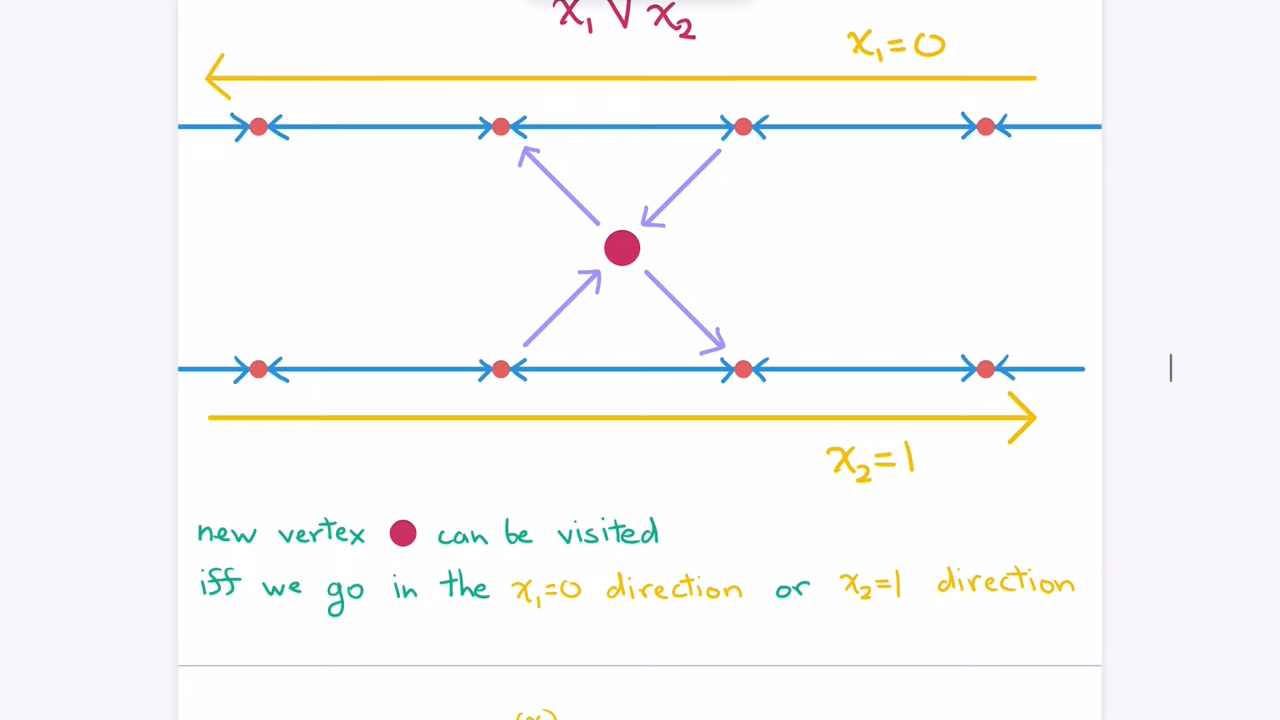 x₁ ∨ x₂
x₁=0
x₂=1
new vertex can be visited
iff we go in the x₁=0 direction or x₂=1 direction